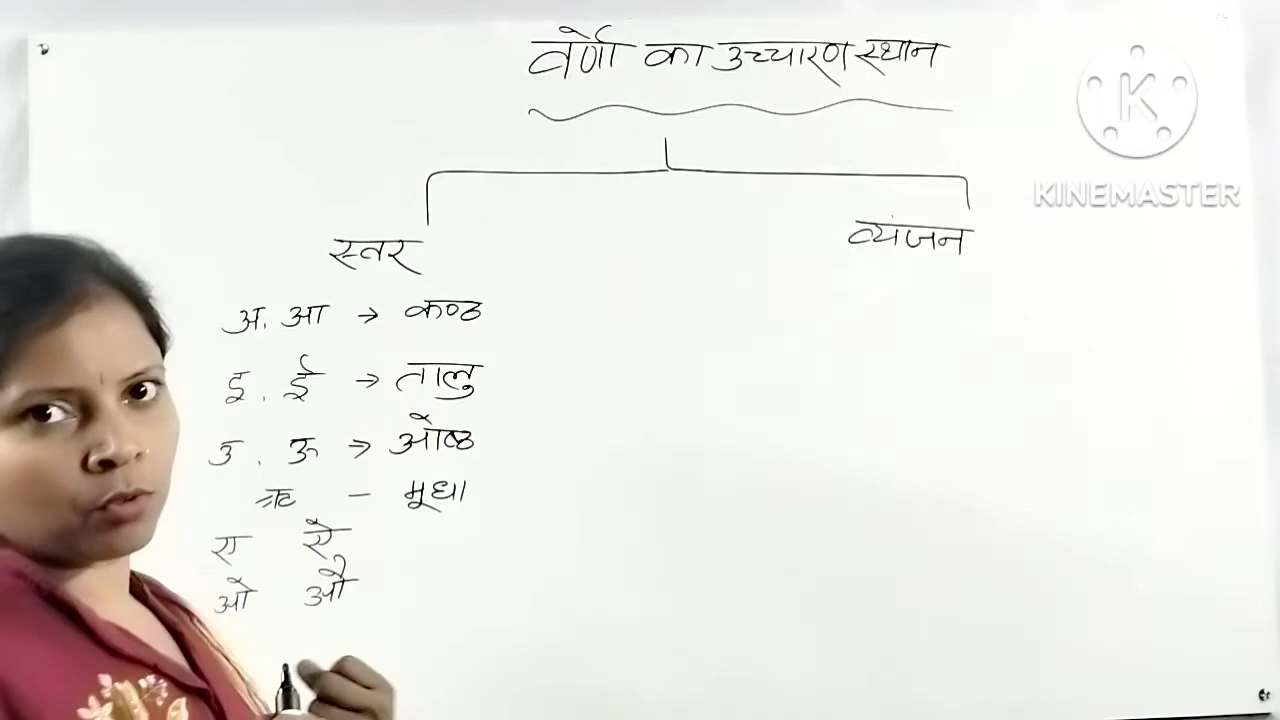 वर्णो का उच्चारण स्थान
KINEMASTER
स्वर
व्यंजन
अ. आ → कण्ठ
इ. ई → तालु
उ. ऊ → ओष्ठ
ऋ - मूधा
ए ऐ
ओ औ